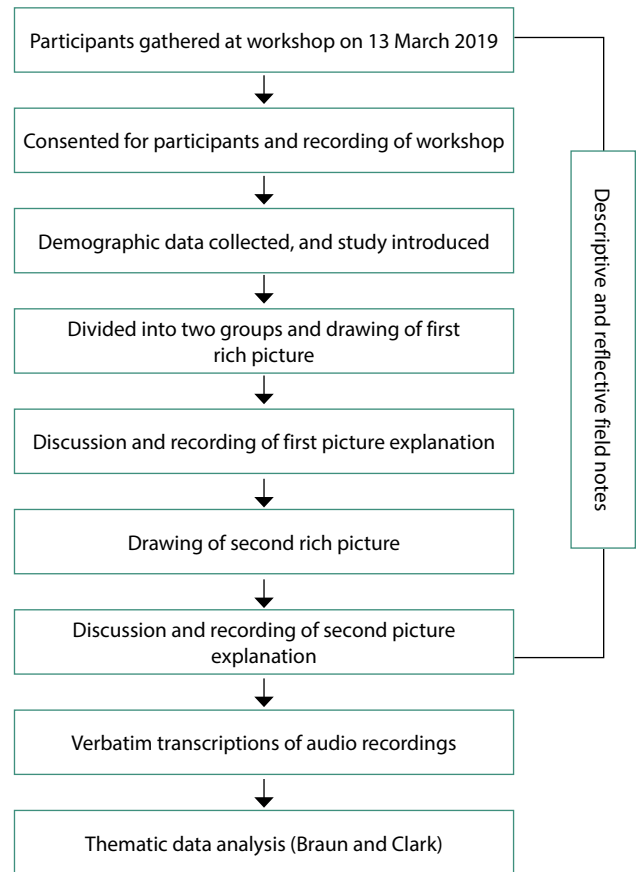 Participants gathered at workshop on 13 March 2019
Consented for participants and recording of workshop
Demographic data collected, and study introduced
Divided into two groups and drawing of first
rich picture
Discussion and recording of first picture explanation
Drawing of second rich picture
Discussion and recording of second picture
explanation
Verbatim transcriptions of audio recordings
Thematic data analysis (Braun and Clark)
Descriptive and reflective field notes